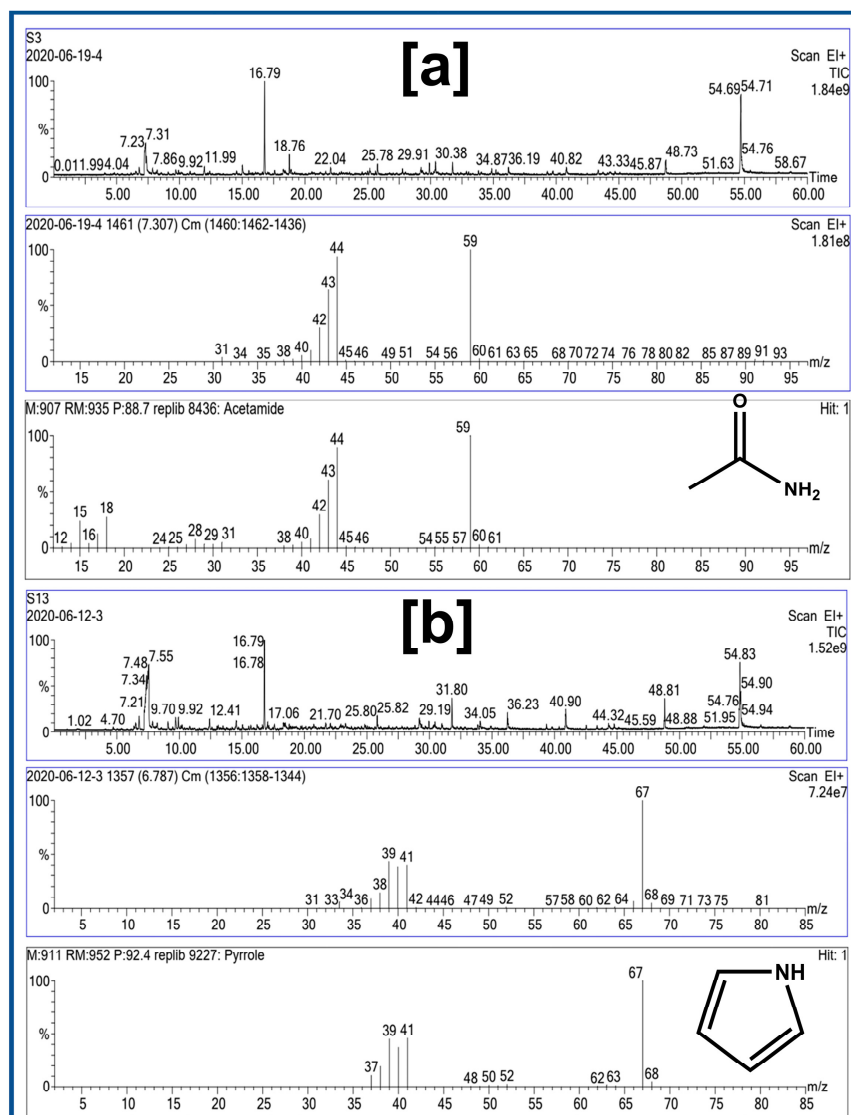 S3
2020-06-19-4
[a]
Scan EI+
TIC
1.84e9
100
%
0
0.01 1.99 4.04 7.23 7.31 7.86 9.92 11.99 16.79 18.76 22.04 25.78 29.91 30.38 34.87 36.19 40.82 43.33 45.87 48.73 51.63 54.69 54.71 54.76 58.67
5.00 10.00 15.00 20.00 25.00 30.00 35.00 40.00 45.00 50.00 55.00 60.00
Time
2020-06-19-4 1461 (7.307) Cm (1460:1462-1436)
Scan EI+
1.81e8
100
%
0
31 34 35 38 40 42 43 44 45 46 49 51 54 56 59 60 61 63 65 68 70 72 74 76 78 80 82 85 87 89 91 93
15 20 25 30 35 40 45 50 55 60 65 70 75 80 85 90 95
m/z
M:907 RM:935 P:88.7 replib 8436: Acetamide
Hit: 1
100
%
0
12 15 16 18 24 25 28 29 31 38 40 42 43 44 45 46 54 55 57 59 60 61
O
NH2
15 20 25 30 35 40 45 50 55 60 65 70 75 80 85 90 95
m/z
S13
2020-06-12-3
[b]
Scan EI+
TIC
1.52e9
100
%
0
1.02 4.70 7.21 7.34 7.48 7.55 9.70 9.92 12.41 16.79 16.78 17.06 21.70 25.80 25.82 29.19 31.80 34.05 36.23 40.90 44.32 45.59 48.81 48.88 51.95 54.76 54.83 54.90 54.94
5.00 10.00 15.00 20.00 25.00 30.00 35.00 40.00 45.00 50.00 55.00 60.00
Time
2020-06-12-3 1357 (6.787) Cm (1356:1358-1344)
Scan EI+
7.24e7
100
%
0
31 33 34 36 38 39 41 42 44 46 47 49 52 57 58 60 62 64 67 68 69 71 73 75 81
5 10 15 20 25 30 35 40 45 50 55 60 65 70 75 80 85
m/z
M:911 RM:952 P:92.4 replib 9227: Pyrrole
Hit: 1
100
%
0
37 39 41 48 50 52 62 63 67 68
NH
5 10 15 20 25 30 35 40 45 50 55 60 65 70 75 80 85
m/z